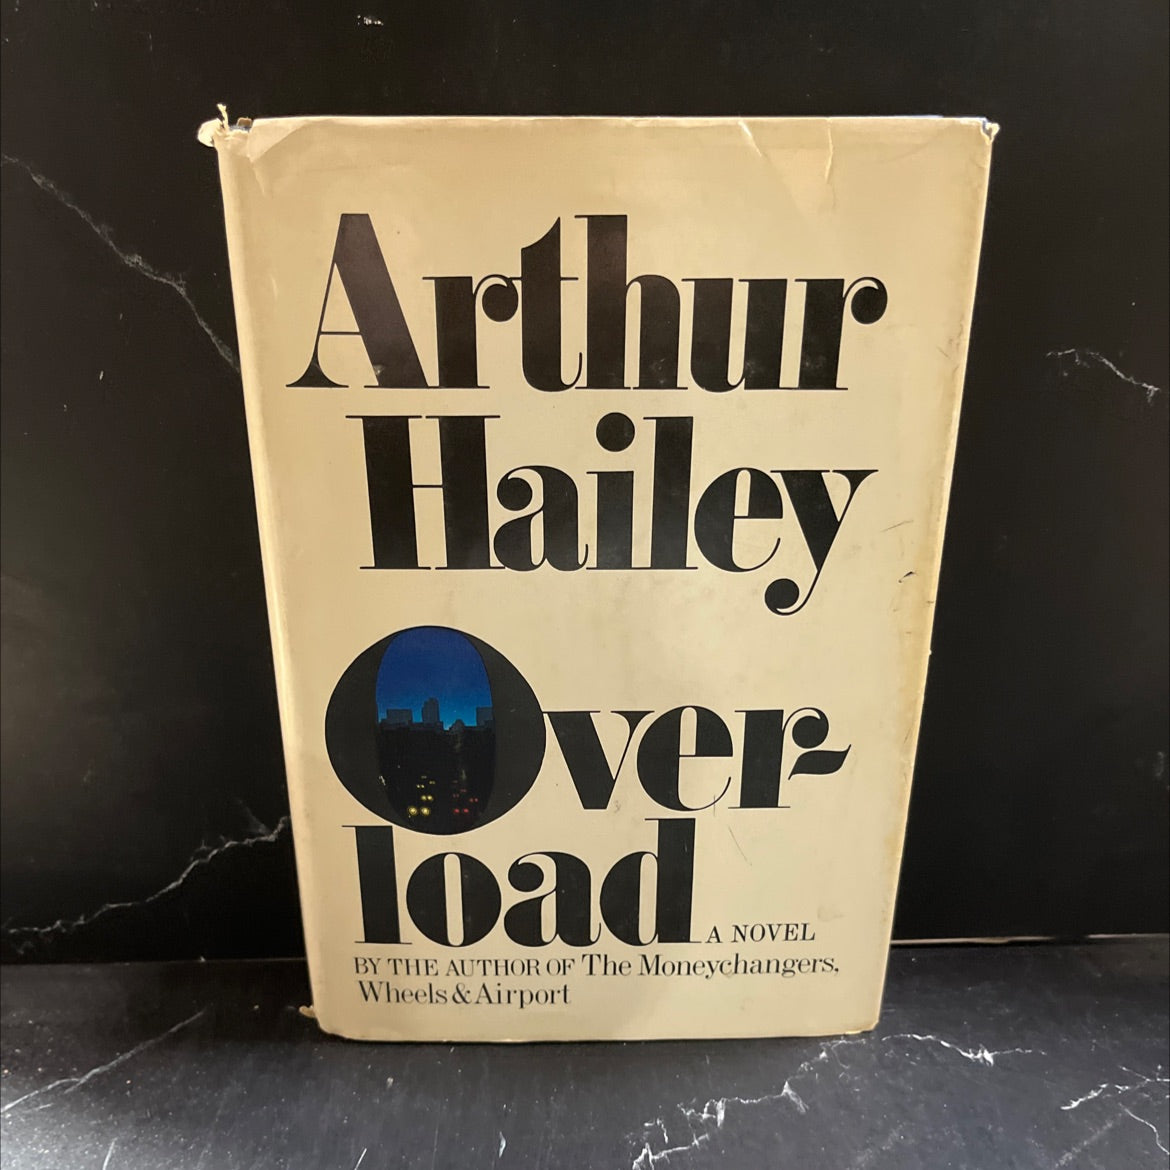 Arthur
Hailey
Over-
load
A NOVEL
BY THE AUTHOR OF The Moneychangers,
Wheels & Airport